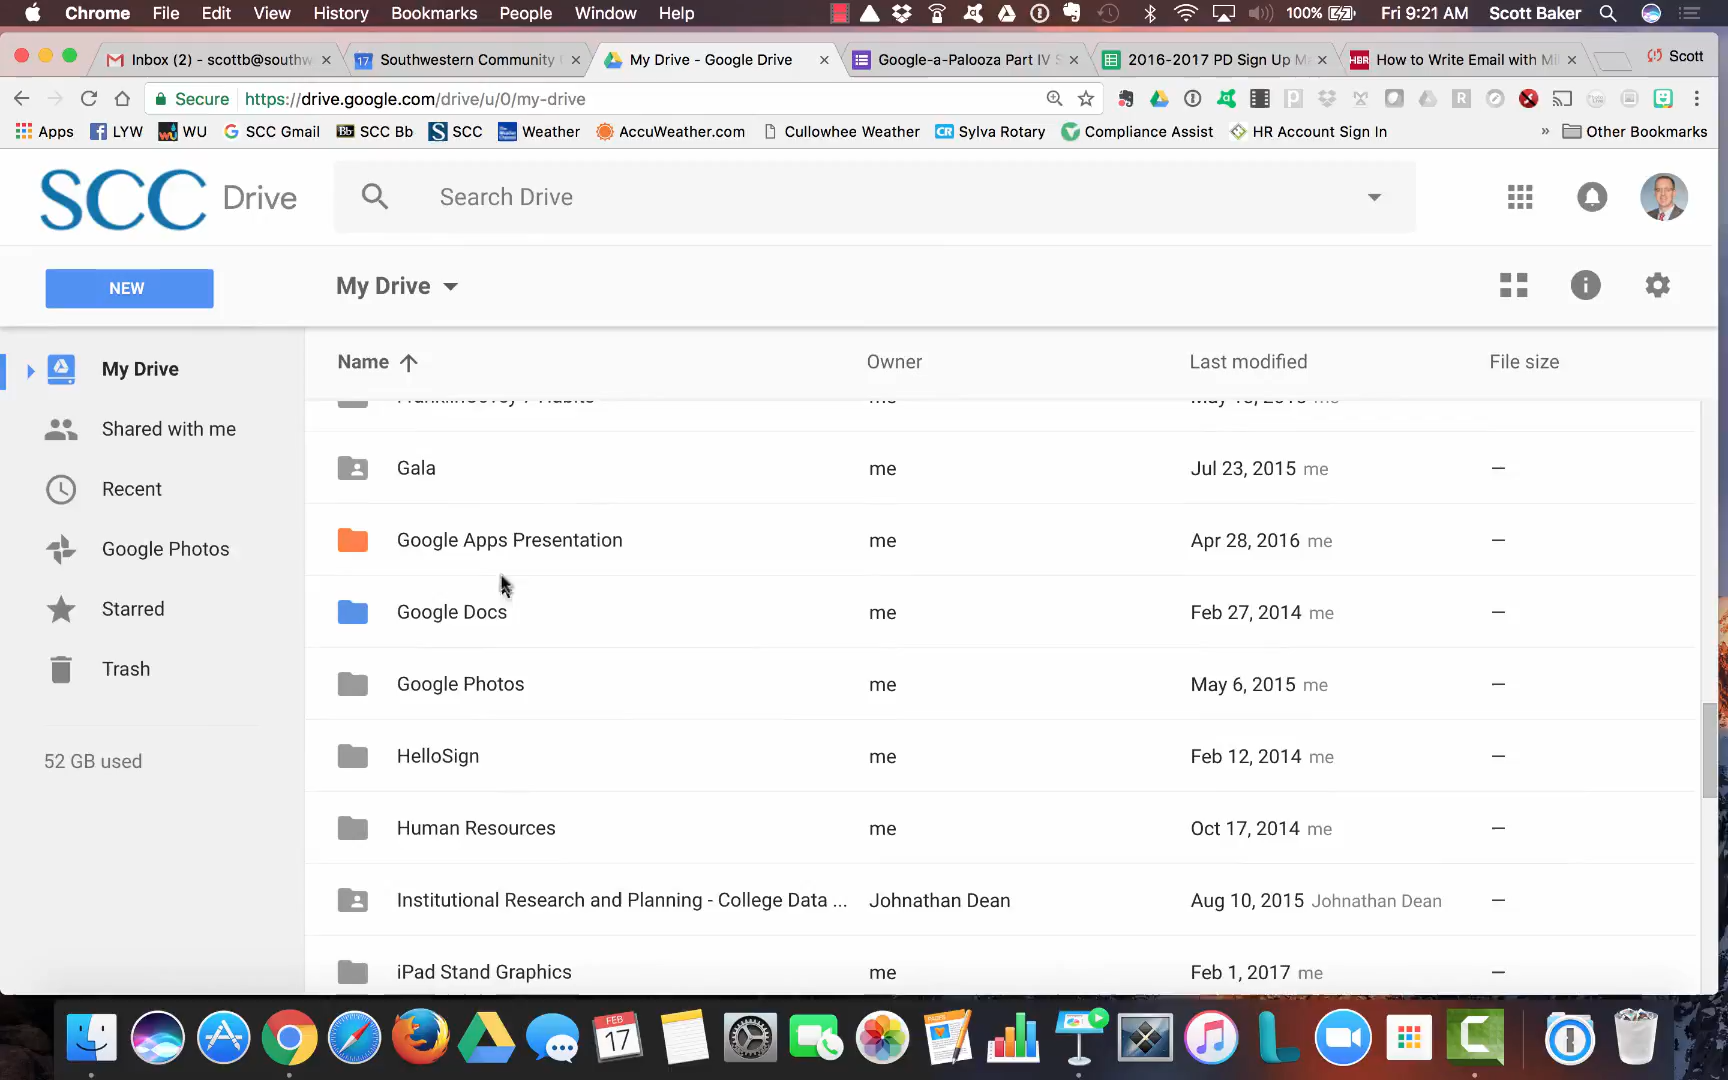 Chrome File Edit View History Bookmarks People Window Help 100% Fri 9:21 AM Scott Baker
Inbox (2) - scottb@southw
Southwestern Community
My Drive - Google Drive
Google-a-Palooza Part IV S
2016-2017 PD Sign Up M
How to Write Email with Mil
Scott
Secure https://drive.google.com/drive/u/0/my-drive
Apps LYW WU SCC Gmail SCC Bb SCC Weather AccuWeather.com Cullowhee Weather Sylva Rotary Compliance Assist HR Account Sign In » Other Bookmarks
SCC Drive Search Drive
NEW My Drive
Name Owner Last modified File size
My Drive
Shared with me
Recent
Google Photos
Starred
Trash
52 GB used
Gala me Jul 23, 2015 me –
Google Apps Presentation me Apr 28, 2016 me –
Google Docs me Feb 27, 2014 me –
Google Photos me May 6, 2015 me –
HelloSign me Feb 12, 2014 me –
Human Resources me Oct 17, 2014 me –
Institutional Research and Planning - College Data ... Johnathan Dean Aug 10, 2015 Johnathan Dean –
iPad Stand Graphics me Feb 1, 2017 me –
FEB
17